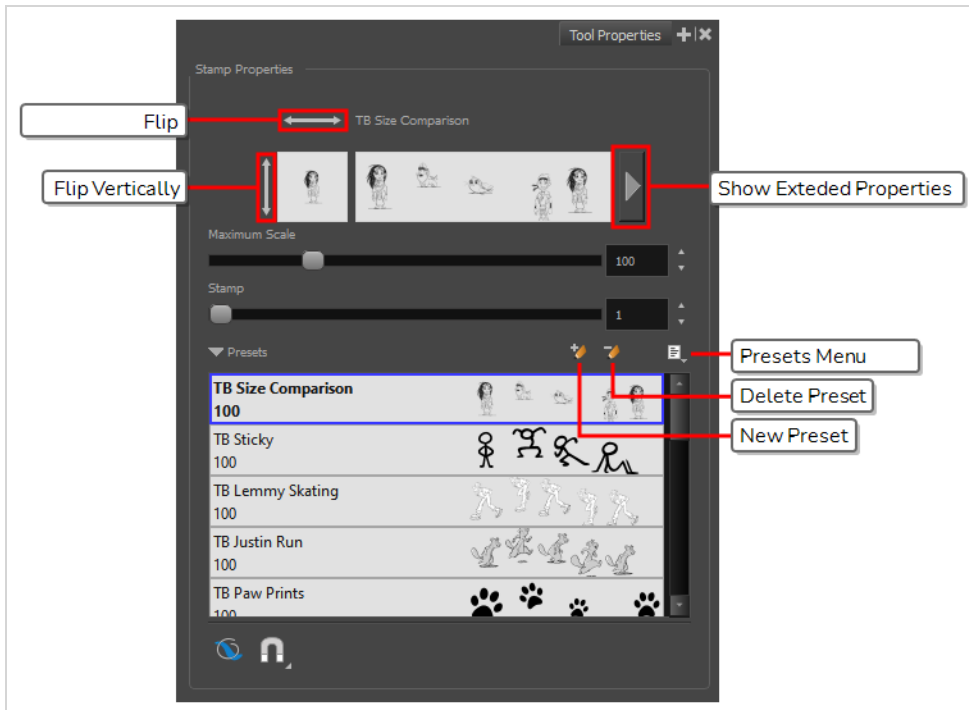 Tool Properties
Stamp Properties
Flip
TB Size Comparison
Flip Vertically
Show Exteded Properties
Maximum Scale
100
Stamp
1
Presets
Presets Menu
TB Size Comparison
100
Delete Preset
New Preset
TB Sticky
100
TB Lemmy Skating
100
TB Justin Run
100
TB Paw Prints
100